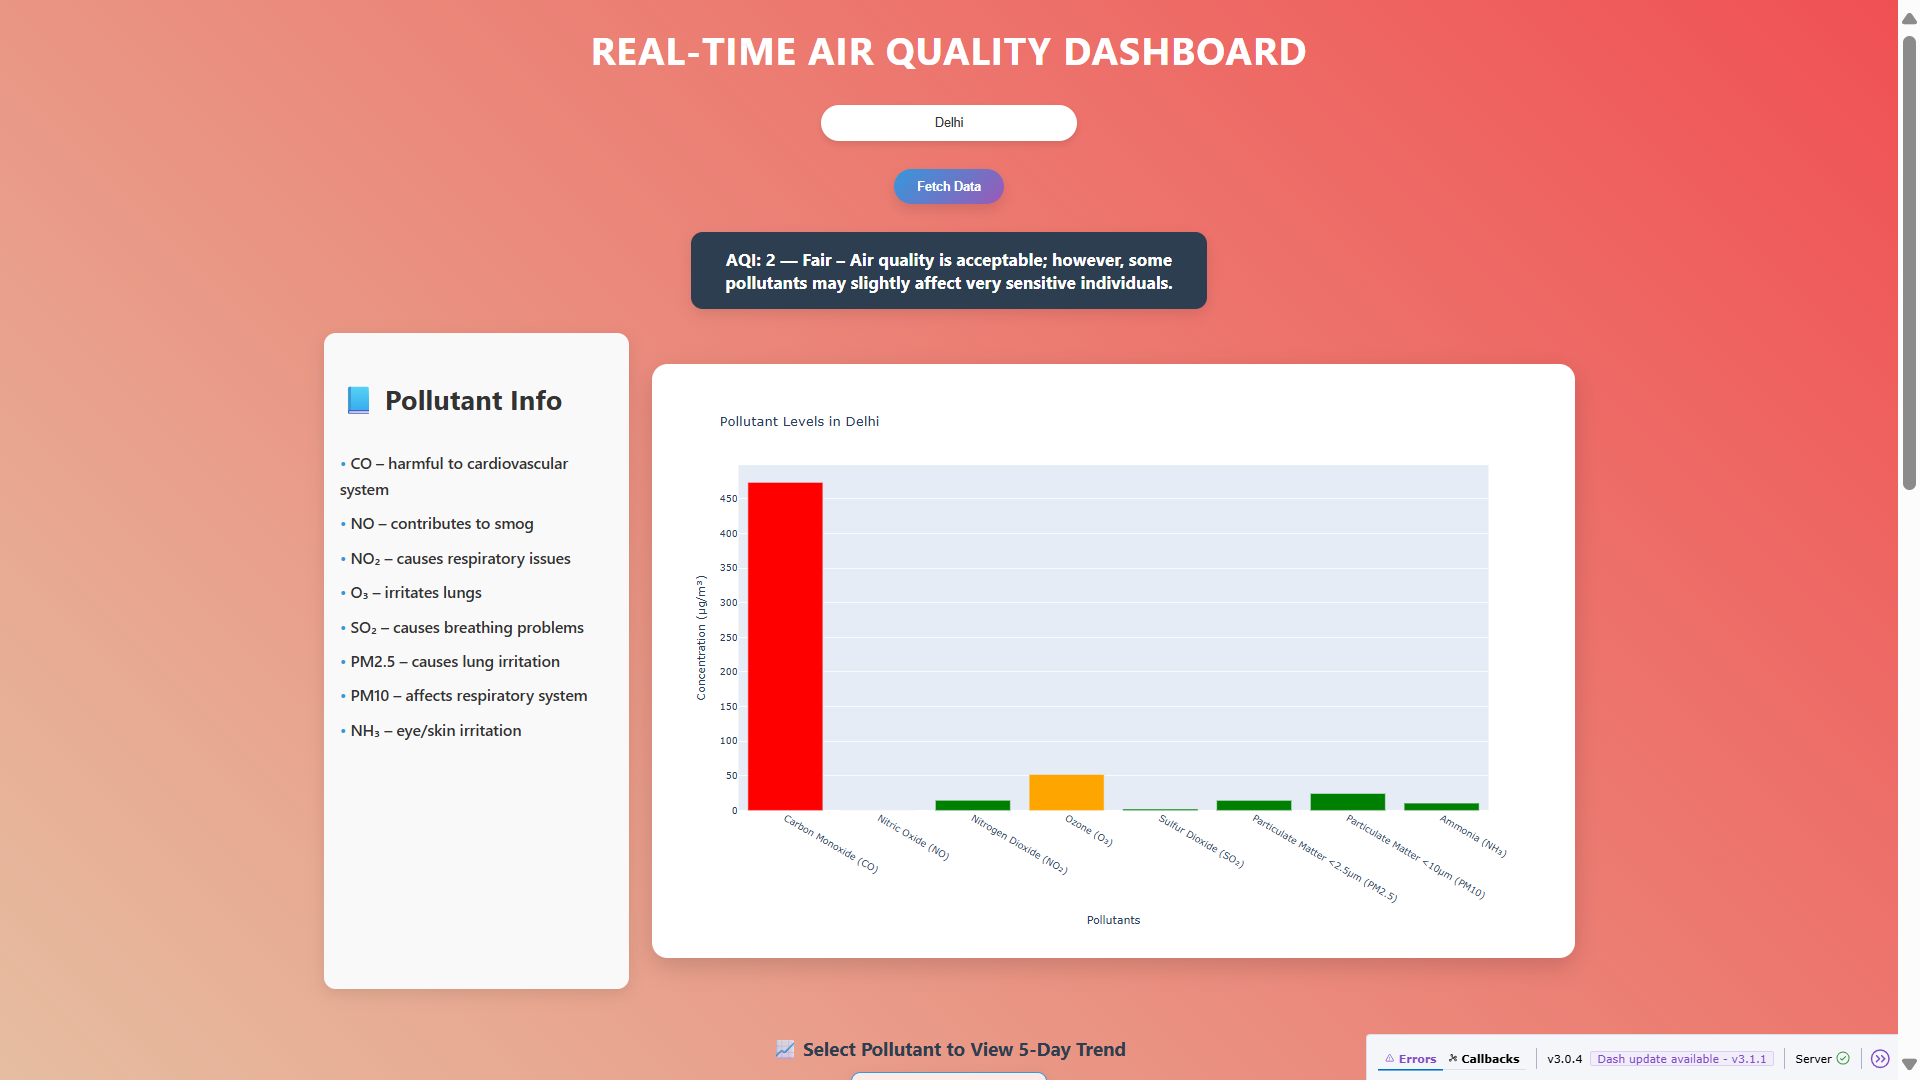 REAL-TIME AIR QUALITY DASHBOARD
Delhi
Fetch Data
AQI: 2 — Fair – Air quality is acceptable; however, some
pollutants may slightly affect very sensitive individuals.
📘 Pollutant Info
• CO – harmful to cardiovascular
system
• NO – contributes to smog
• NO₂ – causes respiratory issues
• O₃ – irritates lungs
• SO₂ – causes breathing problems
• PM2.5 – causes lung irritation
• PM10 – affects respiratory system
• NH₃ – eye/skin irritation
Pollutant Levels in Delhi
Concentration (µg/m³)
450
400
350
300
250
200
150
100
50
0
Carbon Monoxide (CO)
Nitric Oxide (NO)
Nitrogen Dioxide (NO₂)
Ozone (O₃)
Sulfur Dioxide (SO₂)
Particulate Matter <2.5µm (PM2.5)
Particulate Matter <10µm (PM10)
Ammonia (NH₃)
Pollutants
📈 Select Pollutant to View 5-Day Trend
Errors Callbacks v3.0.4 Dash update available - v3.1.1 Server